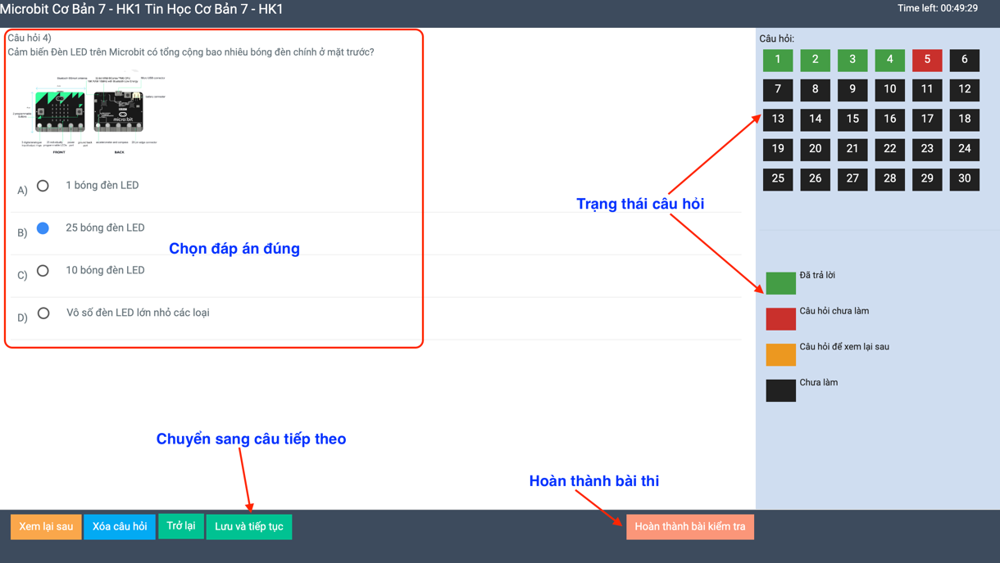 Microbit Cơ Bản 7 - HK1 Tin Học Cơ Bản 7 - HK1
Time left: 00:49:29
Câu hỏi 4)
Cảm biến Đèn LED trên Microbit có tổng cộng bao nhiêu bóng đèn chính ở mặt trước?
micro:bit
FRONT
BACK
A) 1 bóng đèn LED
B) 25 bóng đèn LED
Chọn đáp án đúng
C) 10 bóng đèn LED
D) Vô số đèn LED lớn nhỏ các loại
Câu hỏi:
1 2 3 4 5 6
7 8 9 10 11 12
13 14 15 16 17 18
19 20 21 22 23 24
25 26 27 28 29 30
Trạng thái câu hỏi
Đã trả lời
Câu hỏi chưa làm
Câu hỏi để xem lại sau
Chưa làm
Chuyển sang câu tiếp theo
Hoàn thành bài thi
Xem lại sau
Xóa câu hỏi
Trở lại
Lưu và tiếp tục
Hoàn thành bài kiểm tra